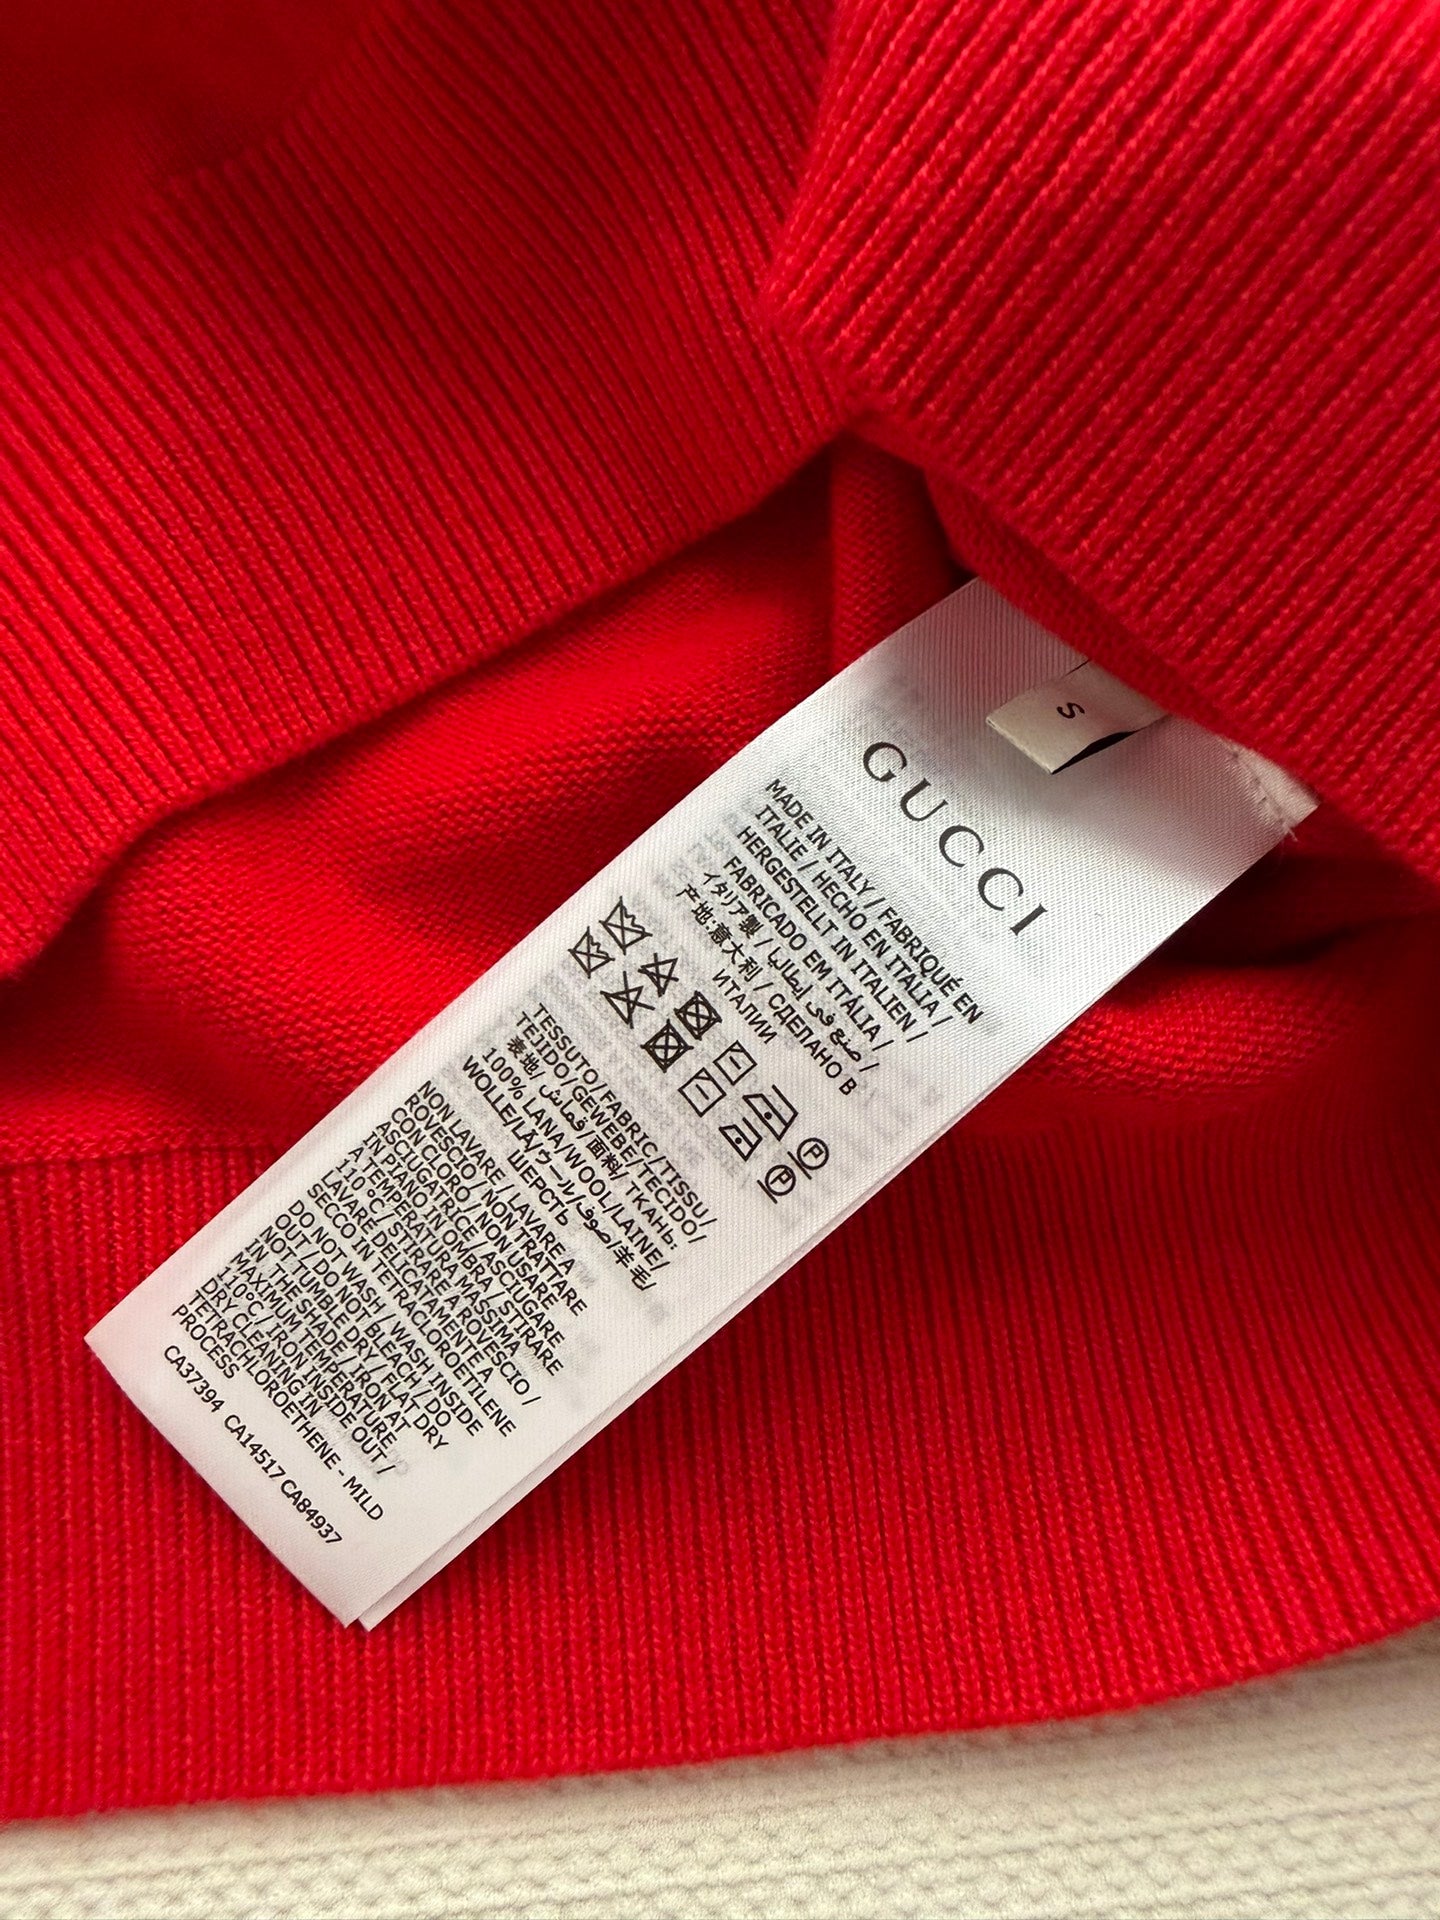 S
GUCCI
MADE IN ITALY / FABRIQUÉ EN
ITALIE / HECHO EN ITALIA /
HERGESTELLT IN ITALIEN /
FABRICADO EM ITÁLIA /
イタリア製 / صنع في إيطاليا /
产地:意大利 / СДЕЛАНО В
ИТАЛИИ
TESSUTO/FABRIC/TISSU/
TEJIDO/GEWEBE/TECIDO/
表地/قماش/面料/ТКАНЬ:
100% LANA/WOOL/LAINE/
WOLLE/LÃ/ウール/صوف/羊毛/
ШЕРСТЬ
NON LAVARE / LAVARE A
ROVESCIO / NON TRATTARE
CON CLORO / NON USARE
ASCIUGATRICE / ASCIUGARE
IN PIANO IN OMBRA / STIRARE
A TEMPERATURA MASSIMA
110°C / STIRARE A ROVESCIO /
LAVARE DELICATAMENTE A
SECCO IN TETRACLOROETILENE
DO NOT WASH / WASH INSIDE
OUT / DO NOT BLEACH / DO
NOT TUMBLE DRY / FLAT DRY
IN THE SHADE / IRON AT
MAXIMUM TEMPERATURE
110°C / IRON INSIDE OUT /
DRY CLEANING IN
TETRACHLOROETHENE - MILD
PROCESS
CA37394 CA14517 CA84937